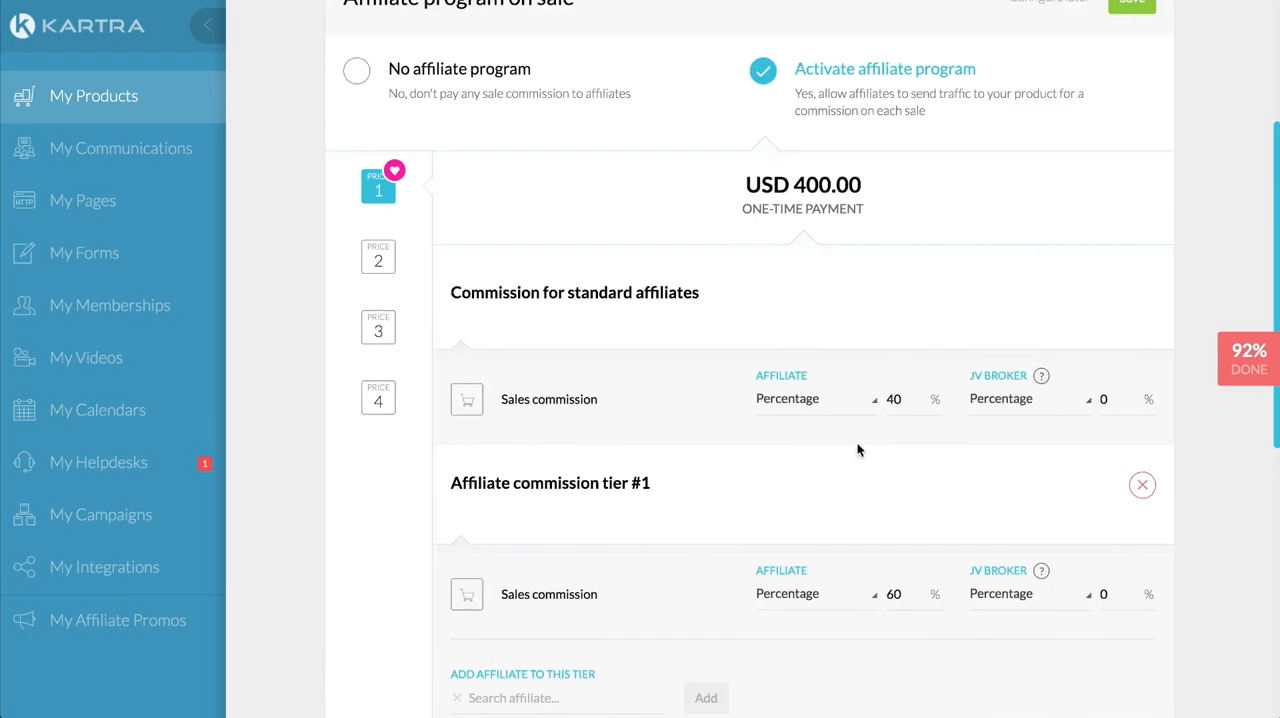 KARTRA
My Products
My Communications
My Pages
HTTP
My Forms
My Memberships
My Videos
My Calendars
My Helpdesks 1
My Campaigns
My Integrations
My Affiliate Promos
Affiliate program on sale
Configure later
Save
No affiliate program
No, don't pay any sale commission to affiliates
Activate affiliate program
Yes, allow affiliates to send traffic to your product for a
commission on each sale
PRICE
1
PRICE
2
PRICE
3
PRICE
4
USD 400.00
ONE-TIME PAYMENT
Commission for standard affiliates
AFFILIATE JV BROKER ?
Sales commission Percentage 40 % Percentage 0 %
Affiliate commission tier #1
AFFILIATE JV BROKER ?
Sales commission Percentage 60 % Percentage 0 %
ADD AFFILIATE TO THIS TIER
Search affiliate... Add
92%
DONE